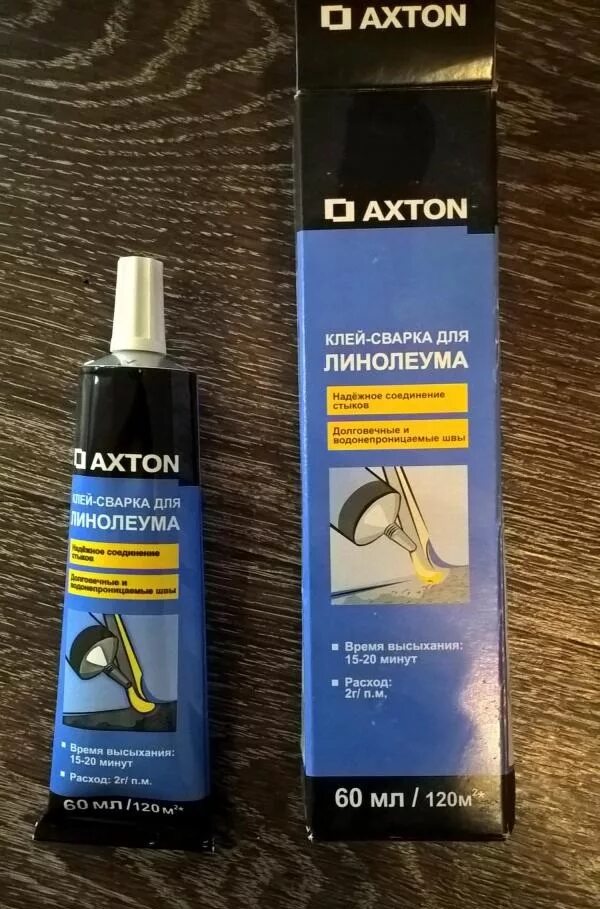 AXTON
AXTON
КЛЕЙ-СВАРКА ДЛЯ
ЛИНОЛЕУМА
Надёжное соединение
стыков
Долговечные и
водонепроницаемые швы
Время высыхания:
15-20 минут
Расход:
2г/ п.м.
60 мл / 120м²*
AXTON
КЛЕЙ-СВАРКА ДЛЯ
ЛИНОЛЕУМА
Надёжное соединение
стыков
Долговечные и
водонепроницаемые швы
Время высыхания:
15-20 минут
Расход: 2г/ п.м.
60 мл / 120м²*